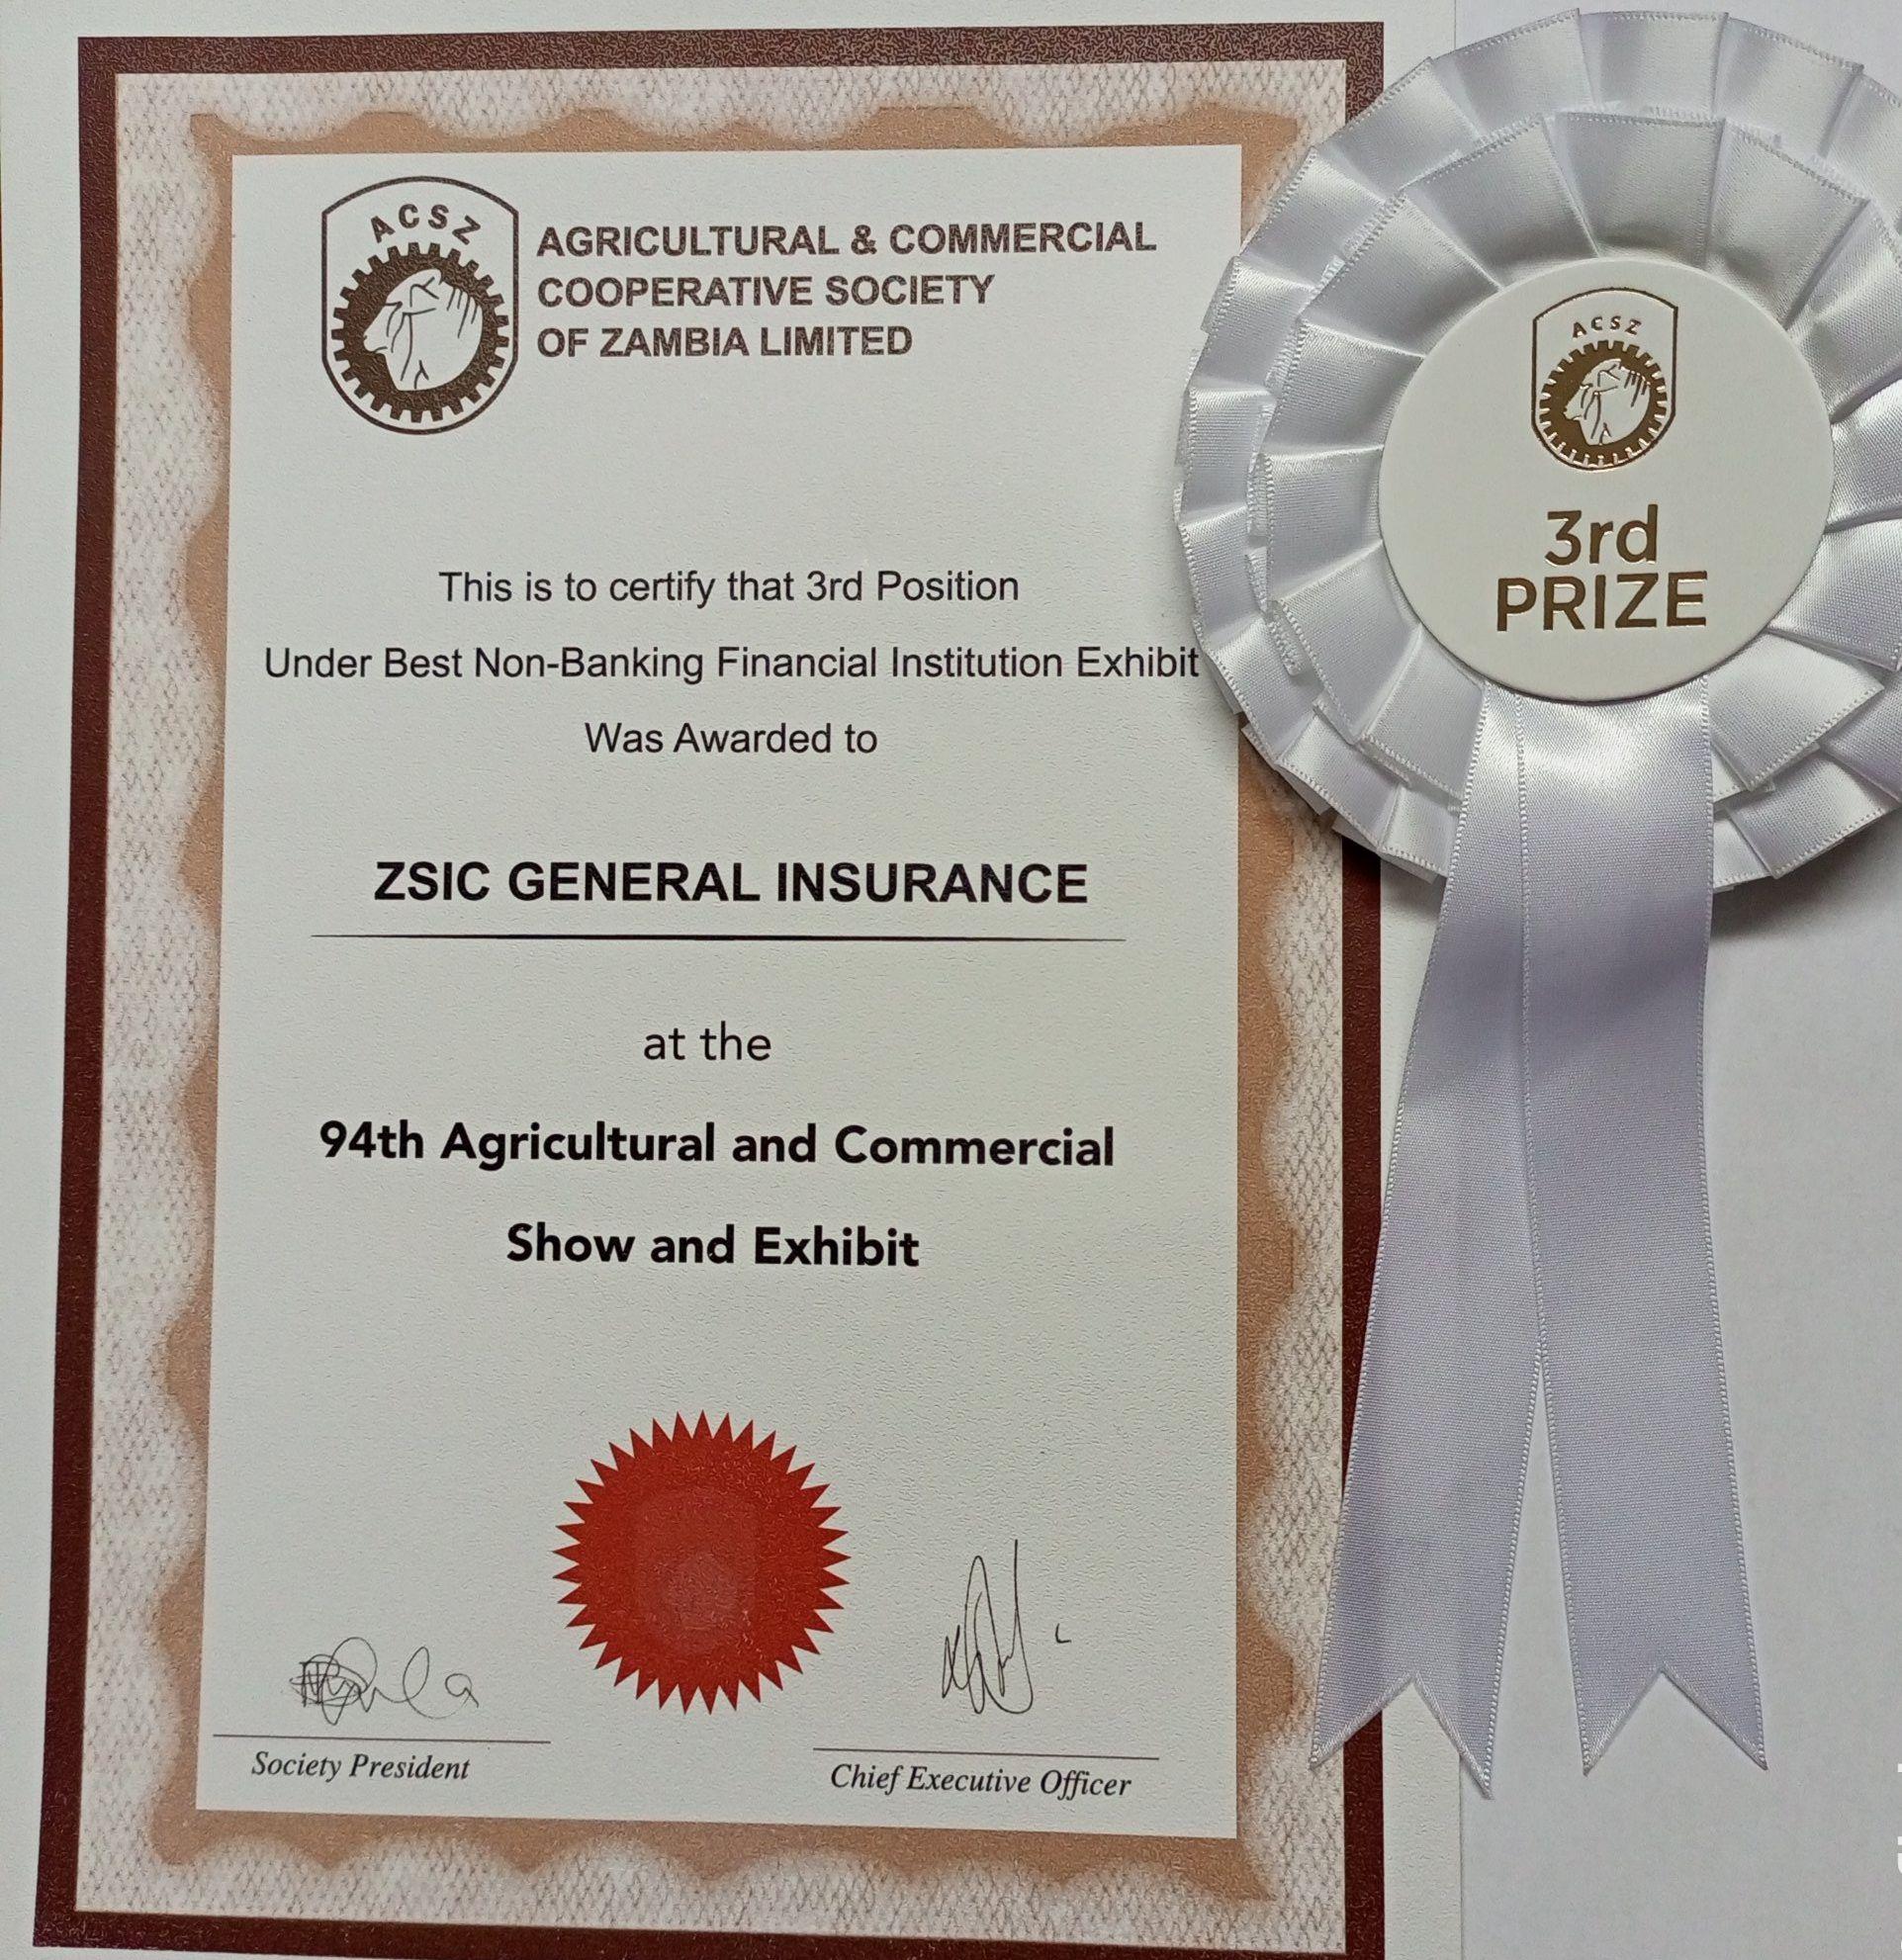 ACSZ
AGRICULTURAL & COMMERCIAL
COOPERATIVE SOCIETY
OF ZAMBIA LIMITED
This is to certify that 3rd Position
Under Best Non-Banking Financial Institution Exhibit
Was Awarded to
ZSIC GENERAL INSURANCE
at the
94th Agricultural and Commercial
Show and Exhibit
Society President
Chief Executive Officer
ACSZ
3rd
PRIZE